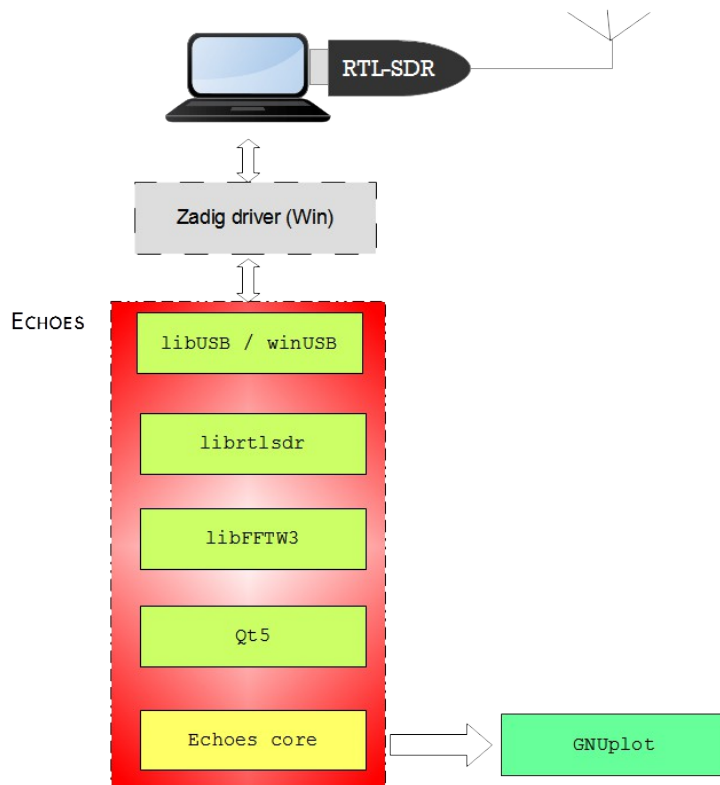 RTL-SDR
Zadig driver (Win)
ECHOES
libUSB / winUSB
librtlsdr
libFFTW3
Qt5
Echoes core
GNUplot